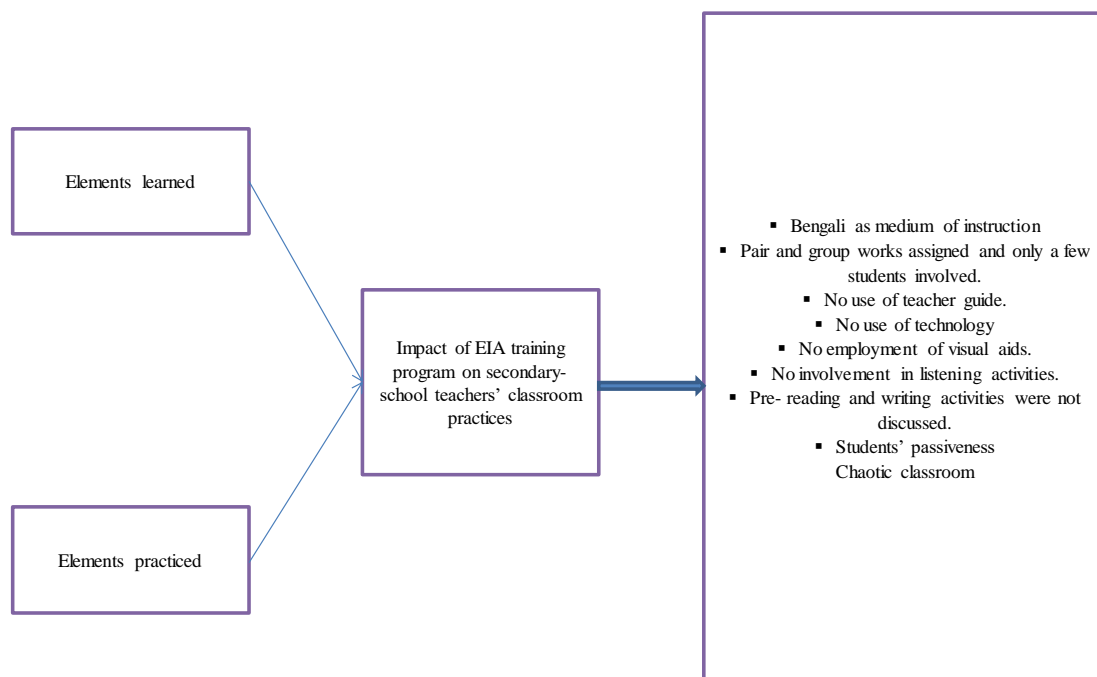 Elements learned
Elements practiced
Impact of EIA training
program on secondary-
school teachers’ classroom
practices
▪ Bengali as medium of instruction
▪ Pair and group works assigned and only a few
students involved.
▪ No use of teacher guide.
▪ No use of technology
▪ No employment of visual aids.
▪ No involvement in listening activities.
▪ Pre- reading and writing activities were not
discussed.
▪ Students’ passiveness
Chaotic classroom